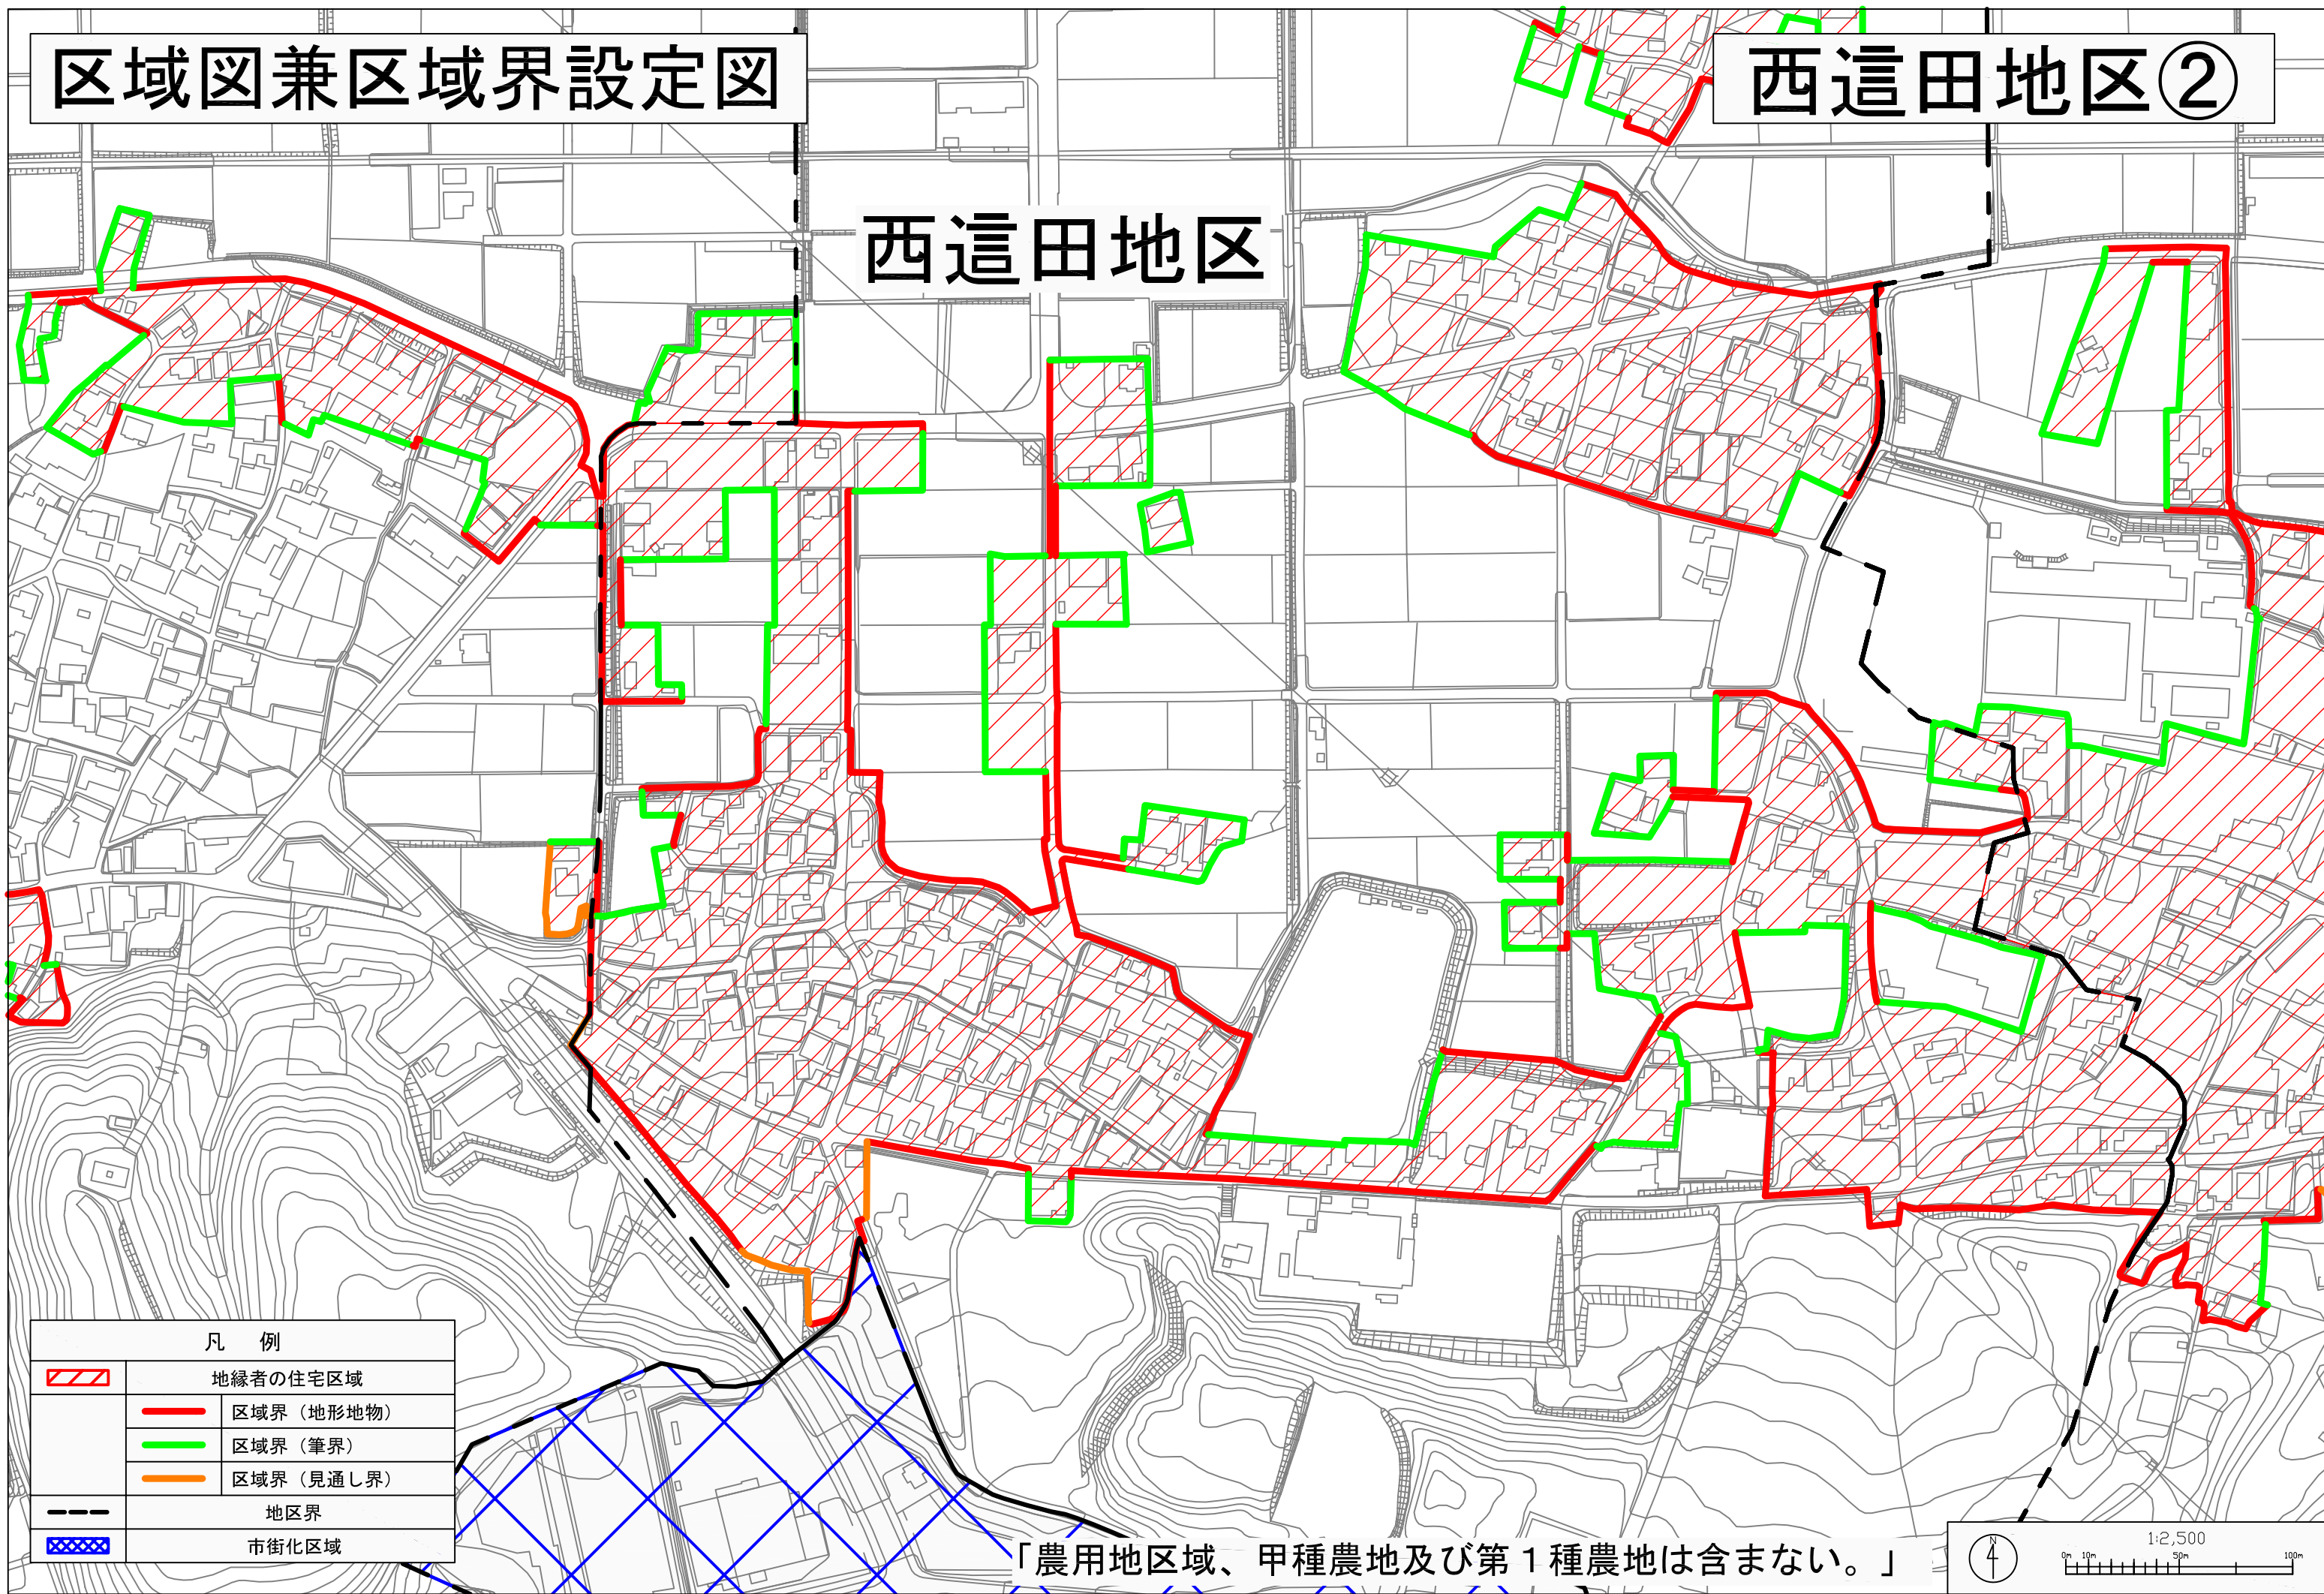 区域図兼区域界設定図
西這田地区②
西這田地区
凡 例
地縁者の住宅区域
区域界（地形地物）
区域界（筆界）
区域界（見通し界）
地区界
市街化区域
「農用地区域、甲種農地及び第１種農地は含まない。」
N
1:2,500
0m 10m 50m 100m